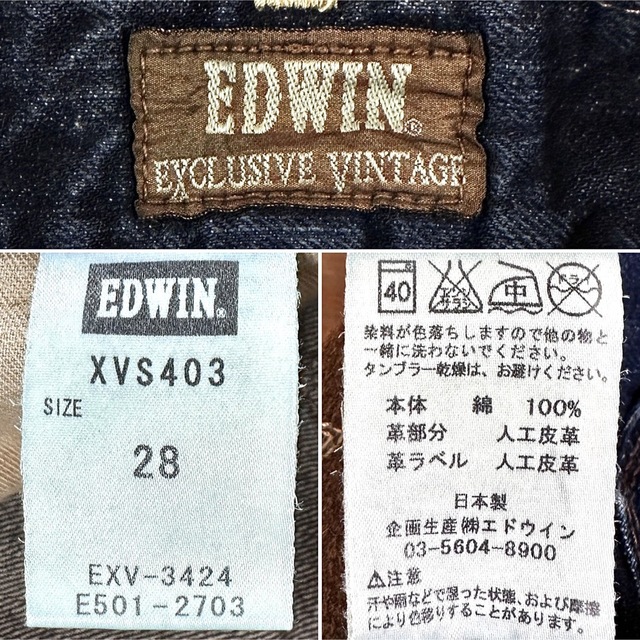 EDWIN®
EXCLUSIVE VINTAGE
EDWIN®
XVS403
SIZE
28
EXV-3424
E501-2703
40 エンソサラシ 中 ドライ
染料が色落ちしますので他の物と
一緒に洗わないでください。
タンブラー乾燥は、お避けください。
本体 綿 100%
革部分 人工皮革
革ラベル 人工皮革
日本製
企画生産㈱エドウイン
03-5604-8900
⚠注意
汗や雨などで湿った状態、および摩擦
により色移りすることがあります。